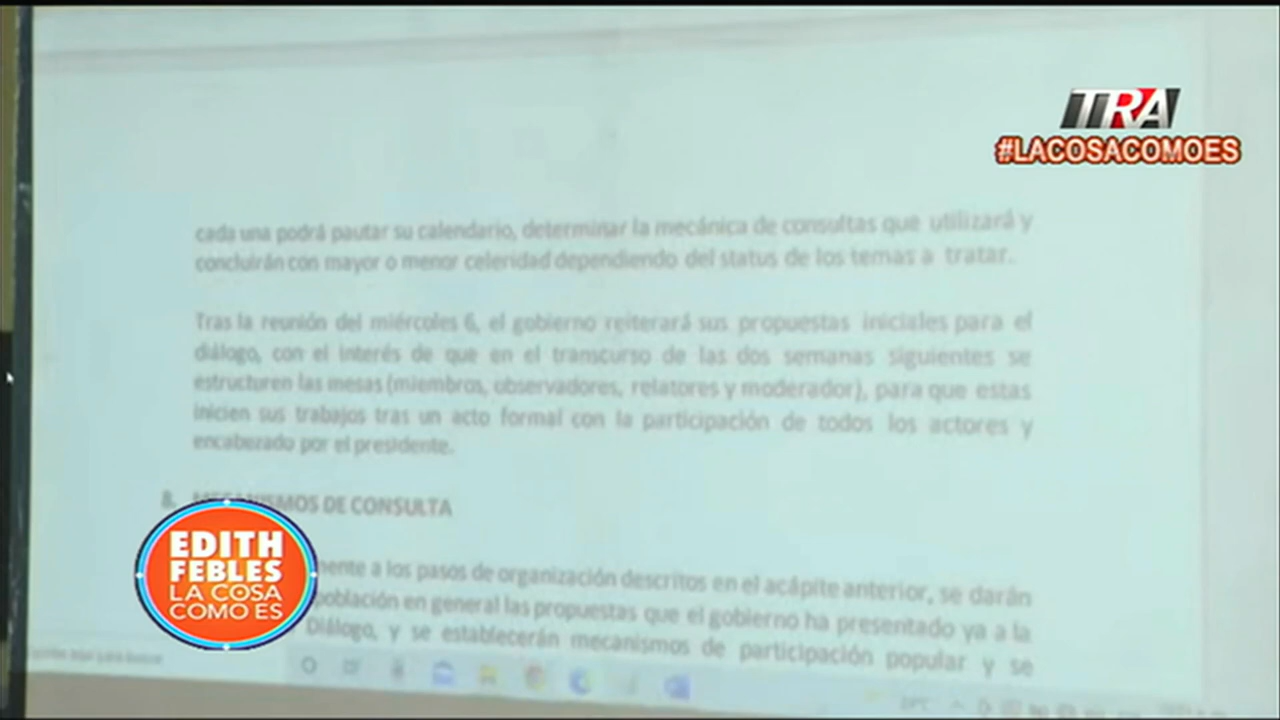 TRA
#LACOSACOMOES
cada una podrá pautar su calendario, determinar la mecánica de consultas que utilizará y
concluirán con mayor o menor celeridad dependiendo del status de los temas a tratar.
Tras la reunión del miércoles 6, el gobierno reiterará sus propuestas iniciales para el
diálogo, con el interés de que en el transcurso de las dos semanas siguientes se
estructuren las mesas (miembros, observadores, relatores y moderador), para que estas
inicien sus trabajos tras un acto formal con la participación de todos los actores y
encabezado por el presidente.
8. MECANISMOS DE CONSULTA
mente a los pasos de organización descritos en el acápite anterior, se darán
población en general las propuestas que el gobierno ha presentado ya a la
Diálogo, y se establecerán mecanismos de participación popular y se
EDITH
FEBLES
LA COSA
COMO ES